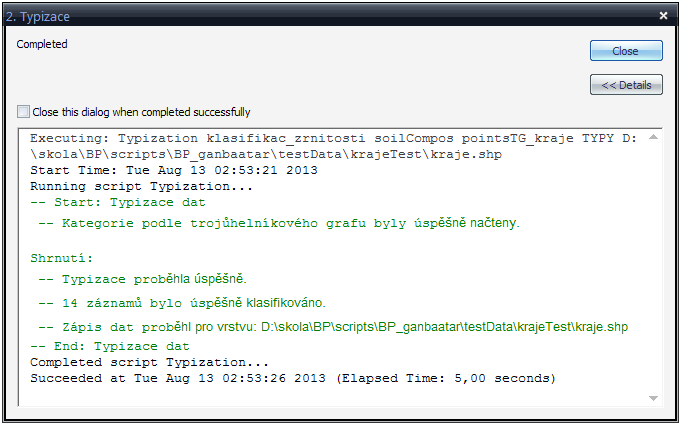 2. Typizace
Completed
Close
<< Details
Close this dialog when completed successfully
Executing: Typization klasifikac_zrnitosti soilCompos pointsTG_kraje TYPY D:
\skola\BP\scripts\BP_ganbaatar\testData\krajeTest\kraje.shp
Start Time: Tue Aug 13 02:53:21 2013
Running script Typization...
-- Start: Typizace dat
-- Kategorie podle trojúhelníkového grafu byly úspěšně načteny.
Shrnutí:
-- Typizace proběhla úspěšně.
-- 14 záznamů bylo úspěšně klasifikováno.
-- Zápis dat proběhl pro vrstvu: D:\skola\BP\scripts\BP_ganbaatar\testData\krajeTest\kraje.shp
-- End: Typizace dat
Completed script Typization...
Succeeded at Tue Aug 13 02:53:26 2013 (Elapsed Time: 5,00 seconds)